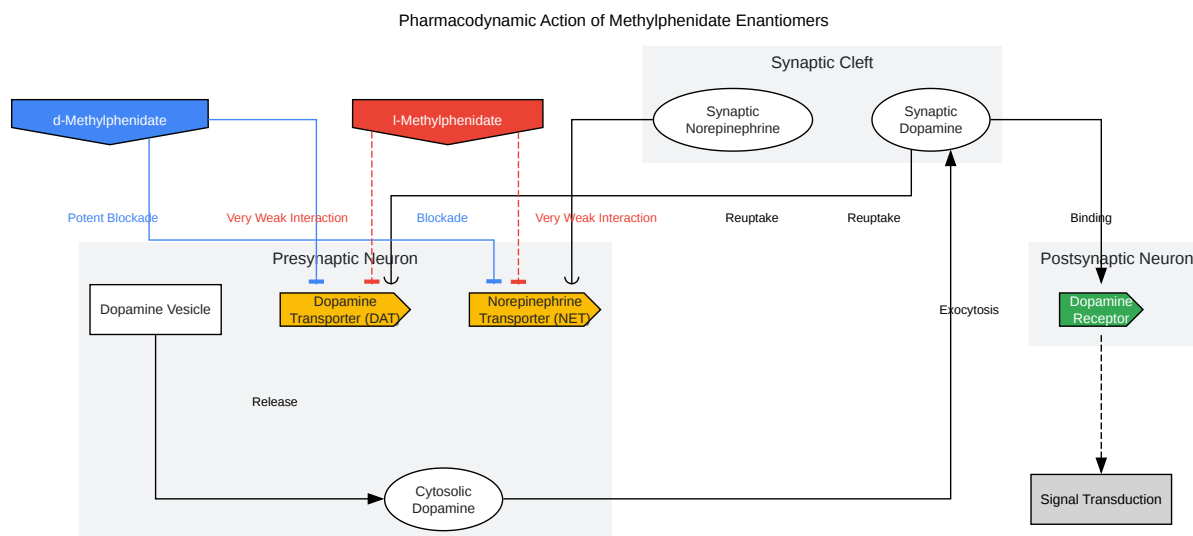 Pharmacodynamic Action of Methylphenidate Enantiomers
Synaptic Cleft
d-Methylphenidate
l-Methylphenidate
Synaptic
Norepinephrine
Synaptic
Dopamine
Potent Blockade
Very Weak Interaction
Blockade
Very Weak Interaction
Reuptake
Reuptake
Binding
Presynaptic Neuron
Postsynaptic Neuron
Dopamine Vesicle
Dopamine
Transporter (DAT)
Norepinephrine
Transporter (NET)
Exocytosis
Dopamine
Receptor
Release
Cytosolic
Dopamine
Signal Transduction